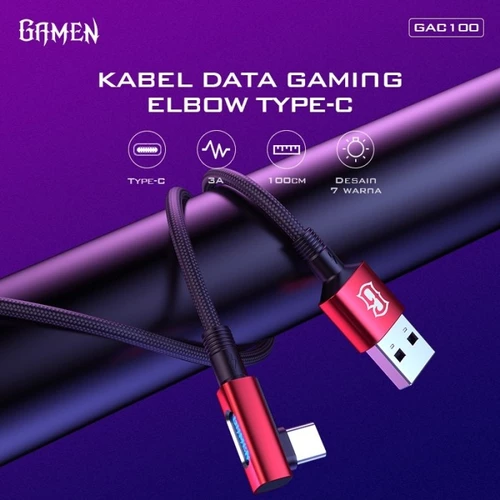 GAMEN
GAC100
KABEL DATA GAMING
ELBOW TYPE-C
TYPE-C
3A
100CM
DESAIN
7 WARNA